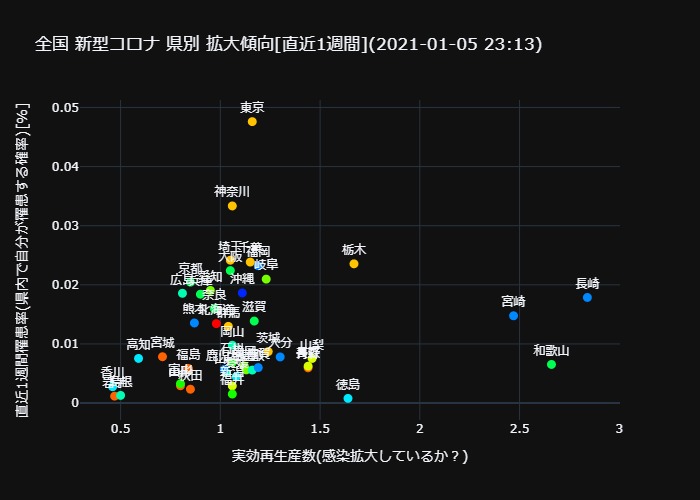 全国 新型コロナ 県別 拡大傾向[直近1週間](2021-01-05 23:13)
直近1週間罹患率(県内で自分が罹患する確率)[%]
0.05
0.04
0.03
0.02
0.01
0
東京
神奈川
埼玉
千葉
福岡
大阪
岐阜
栃木
京都
愛知
広島
沖縄
奈良
長崎
熊本
北海道
群馬
滋賀
宮崎
岡山
茨城
大分
山梨
高知
宮城
福島
和歌山
香川
秋田
福井
徳島
0.5
1
1.5
2
2.5
3
実効再生産数(感染拡大しているか？)